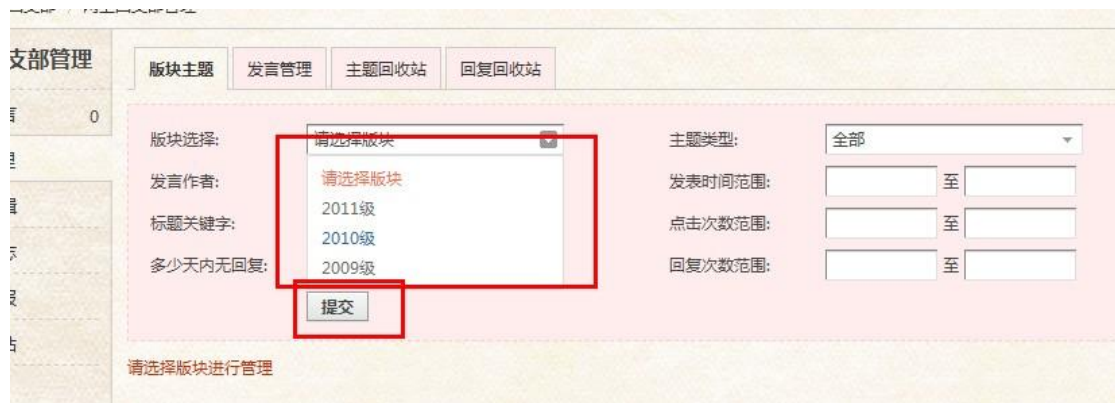 支部管理
版块主题 发言管理 主题回收站 回复回收站
0
版块选择: 请选择版块 主题类型: 全部
发言作者: 请选择版块 发表时间范围: 至
标题关键字: 2011级 点击次数范围: 至
2010级
多少天内无回复: 2009级 回复次数范围: 至
提交
请选择版块进行管理